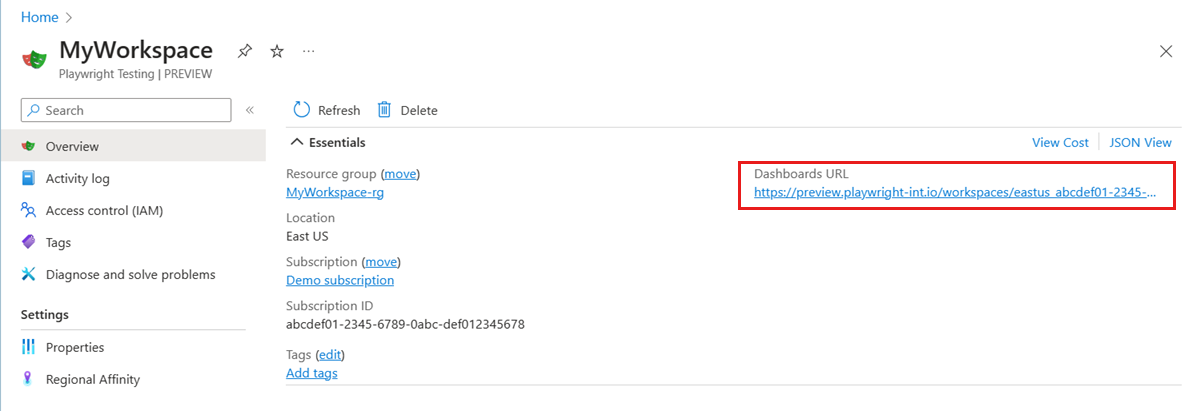 Home
MyWorkspace
Playwright Testing | PREVIEW
Search
Overview
Activity log
Access control (IAM)
Tags
Diagnose and solve problems
Settings
Properties
Regional Affinity
Refresh Delete
Essentials
View Cost JSON View
Resource group (move)
MyWorkspace-rg
Location
East US
Subscription (move)
Demo subscription
Subscription ID
abcdef01-2345-6789-0abc-def012345678
Tags (edit)
Add tags
Dashboards URL
https://preview.playwright-int.io/workspaces/eastus_abcdef01-2345-...